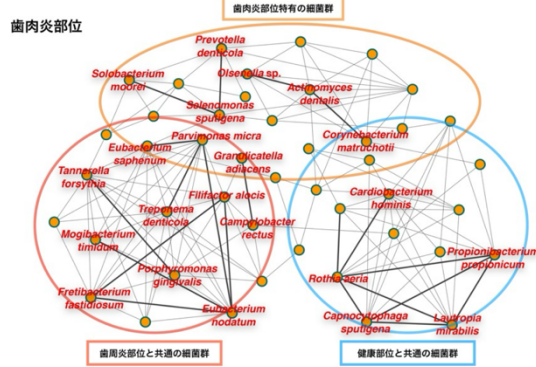 歯肉炎部位特有の細菌群
歯肉炎部位
Prevotella
denticola
Solobacterium
moorei
Olsenella sp.
Actinomyces
dentalis
Selenomonas
sputigena
Parvimonas micra
Corynebacterium
matruchotii
Eubacterium
saphenum
Granulicatella
adiacens
Tannerella
forsythia
Filifactor alocis
Cardiobacterium
hominis
Treponema
denticola
Campylobacter
rectus
Mogibacterium
timidum
Propionibacterium
propionicum
Porphyromonas
gingivalis
Rothia aeria
Fretibacterium
fastidiosum
Eubacterium
nodatum
Capnocytophaga
sputigena
Lautropia
mirabilis
歯周炎部位と共通の細菌群
健康部位と共通の細菌群